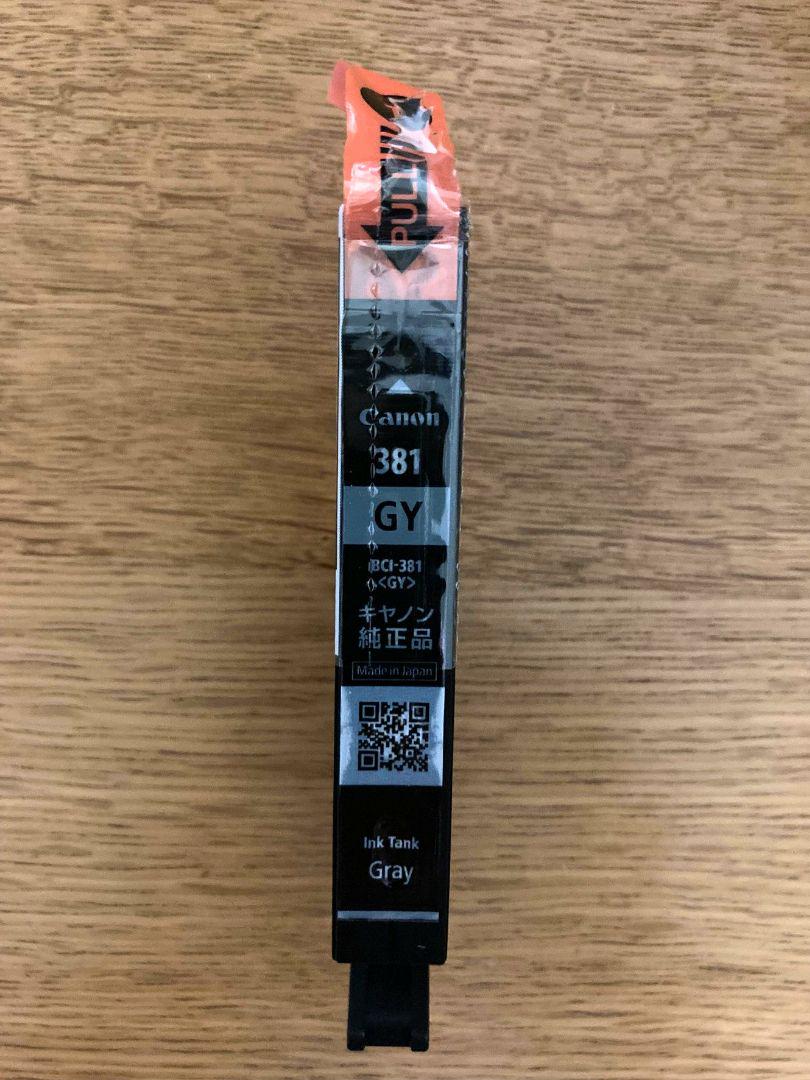 PULL
Canon
381
GY
BCI-381
<GY>
キヤノン
純正品
Made in Japan
Ink Tank
Gray